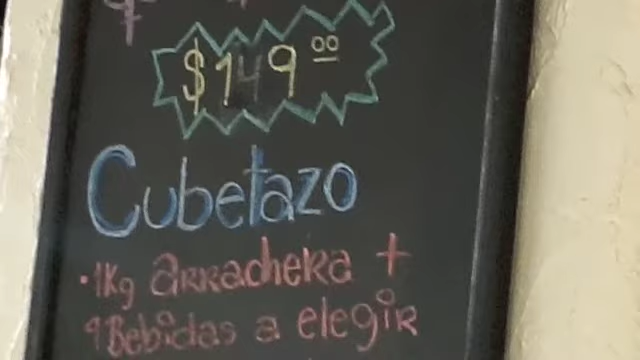 $149.00
Cubetazo
• 1Kg arrachera +
9 Bebidas a elegir